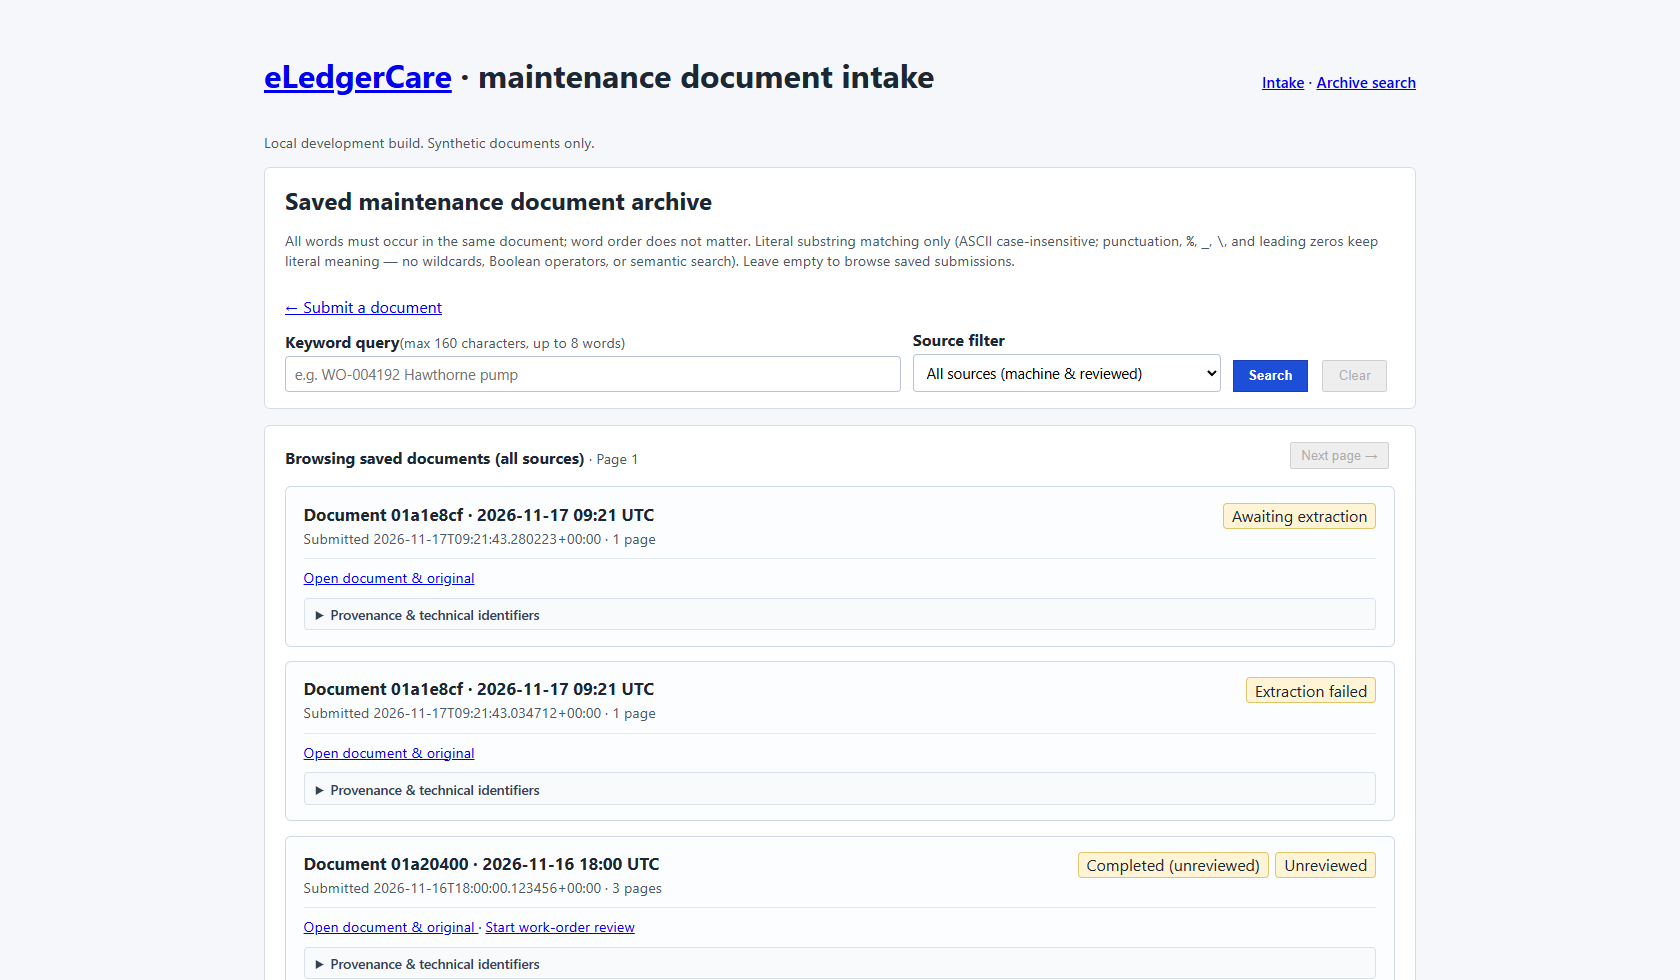 eLedgerCare · maintenance document intake
Intake · Archive search
Local development build. Synthetic documents only.
Saved maintenance document archive
All words must occur in the same document; word order does not matter. Literal substring matching only (ASCII case-insensitive; punctuation, %, _, \, and leading zeros keep
literal meaning — no wildcards, Boolean operators, or semantic search). Leave empty to browse saved submissions.
← Submit a document
Keyword query(max 160 characters, up to 8 words)
Source filter
e.g. WO-004192 Hawthorne pump
All sources (machine & reviewed)
Search
Clear
Browsing saved documents (all sources) · Page 1
Next page →
Document 01a1e8cf · 2026-11-17 09:21 UTC
Awaiting extraction
Submitted 2026-11-17T09:21:43.280223+00:00 · 1 page
Open document & original
▶ Provenance & technical identifiers
Document 01a1e8cf · 2026-11-17 09:21 UTC
Extraction failed
Submitted 2026-11-17T09:21:43.034712+00:00 · 1 page
Open document & original
▶ Provenance & technical identifiers
Document 01a20400 · 2026-11-16 18:00 UTC
Completed (unreviewed)
Unreviewed
Submitted 2026-11-16T18:00:00.123456+00:00 · 3 pages
Open document & original · Start work-order review
▶ Provenance & technical identifiers